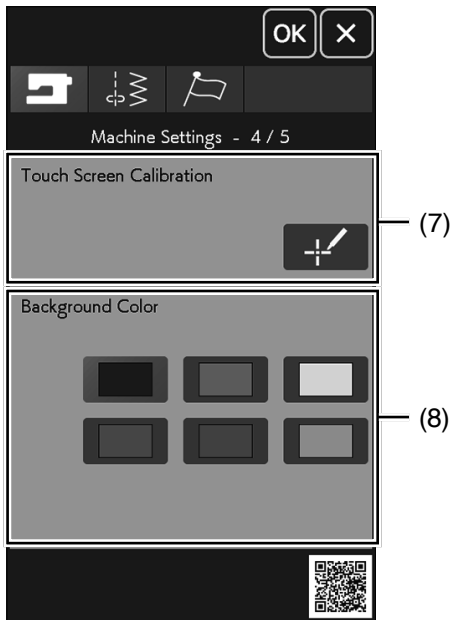 OK
Machine Settings - 4 / 5
Touch Screen Calibration
(7)
Background Color
(8)